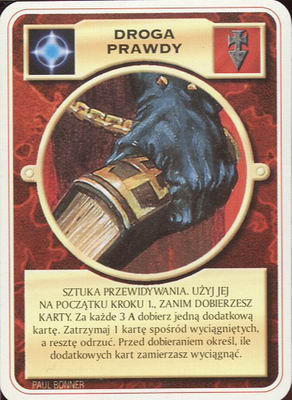 DROGA
PRAWDY
SZTUKA PRZEWIDYWANIA. UŻYJ JEJ
NA POCZĄTKU KROKU 1., ZANIM DOBIERZESZ
KARTY. Za każde 3 A dobierz jedną dodatkową
kartę. Zatrzymaj 1 kartę spośród wyciągniętych,
a resztę odrzuć. Przed dobieraniem określ, ile
dodatkowych kart zamierzasz wyciągnąć.
PAUL BONNER